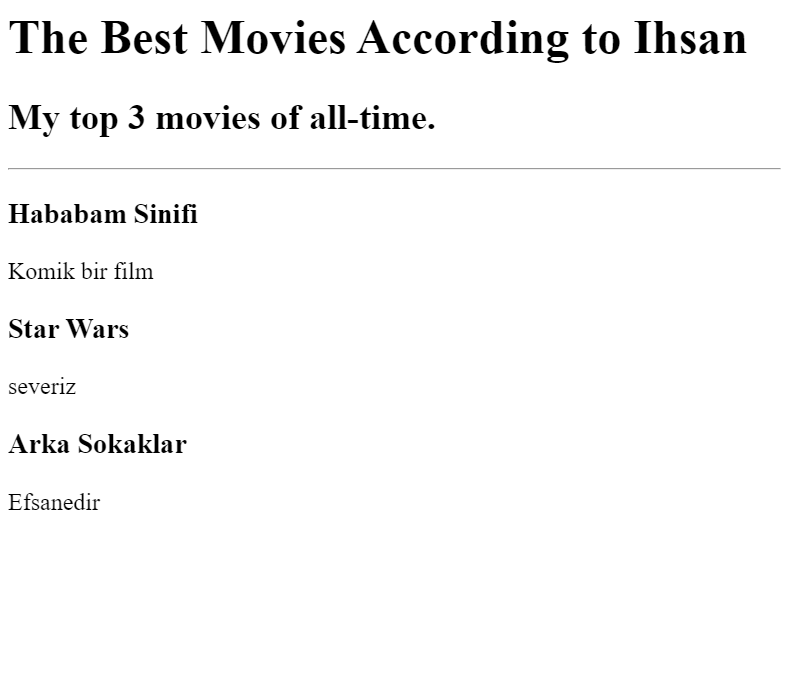 The Best Movies According to Ihsan
My top 3 movies of all-time.
Hababam Sinifi
Komik bir film
Star Wars
severiz
Arka Sokaklar
Efsanedir